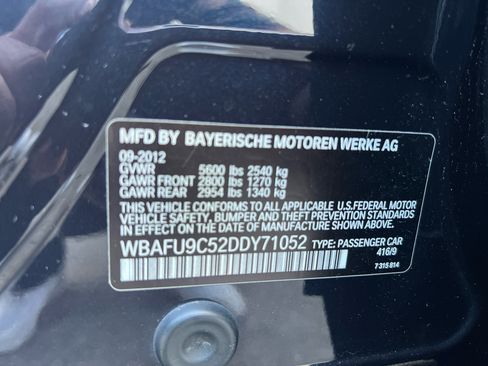 MFD BY BAYERISCHE MOTOREN WERKE AG
09-2012
GVWR 5600 lbs 2540 kg
GAWR FRONT 2800 lbs 1270 kg
GAWR REAR 2954 lbs 1340 kg
THIS VEHICLE CONFORMS TO ALL APPLICABLE U.S.FEDERAL MOTOR
VEHICLE SAFETY, BUMPER, AND THEFT PREVENTION STANDARDS
IN EFFECT ON THE DATE OF MANUFACTURE SHOWN ABOVE.
WBAFU9C52DDY71052 TYPE: PASSENGER CAR
416/9
7 315 814